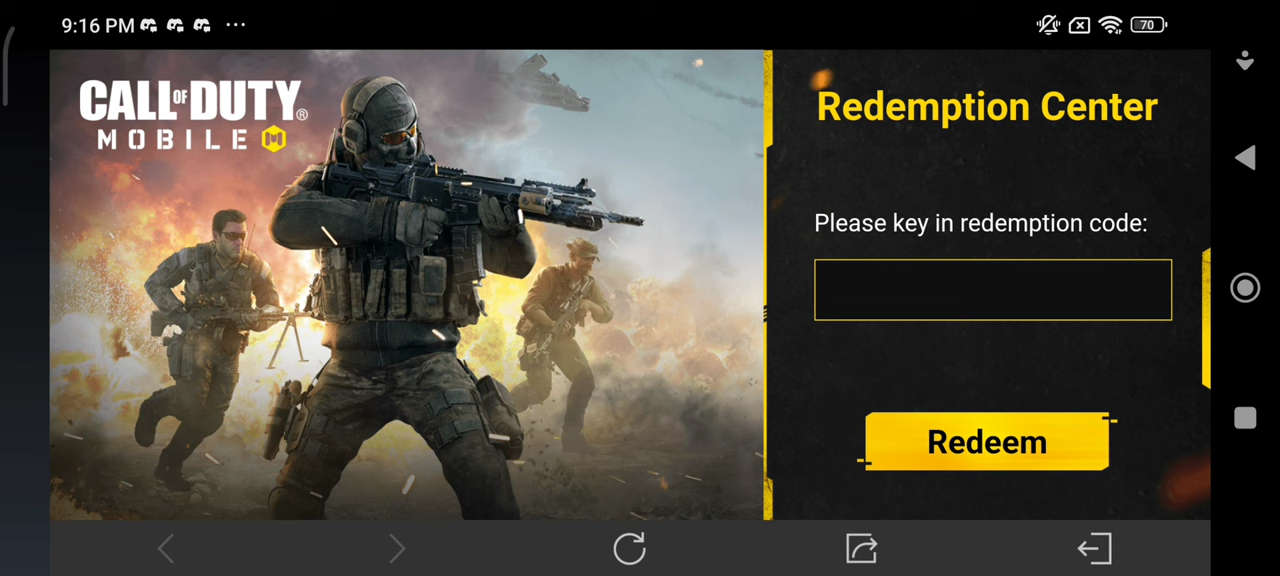 9:16 PM ...
70
CALL OF DUTY®
MOBILE
Redemption Center
Please key in redemption code:
Redeem